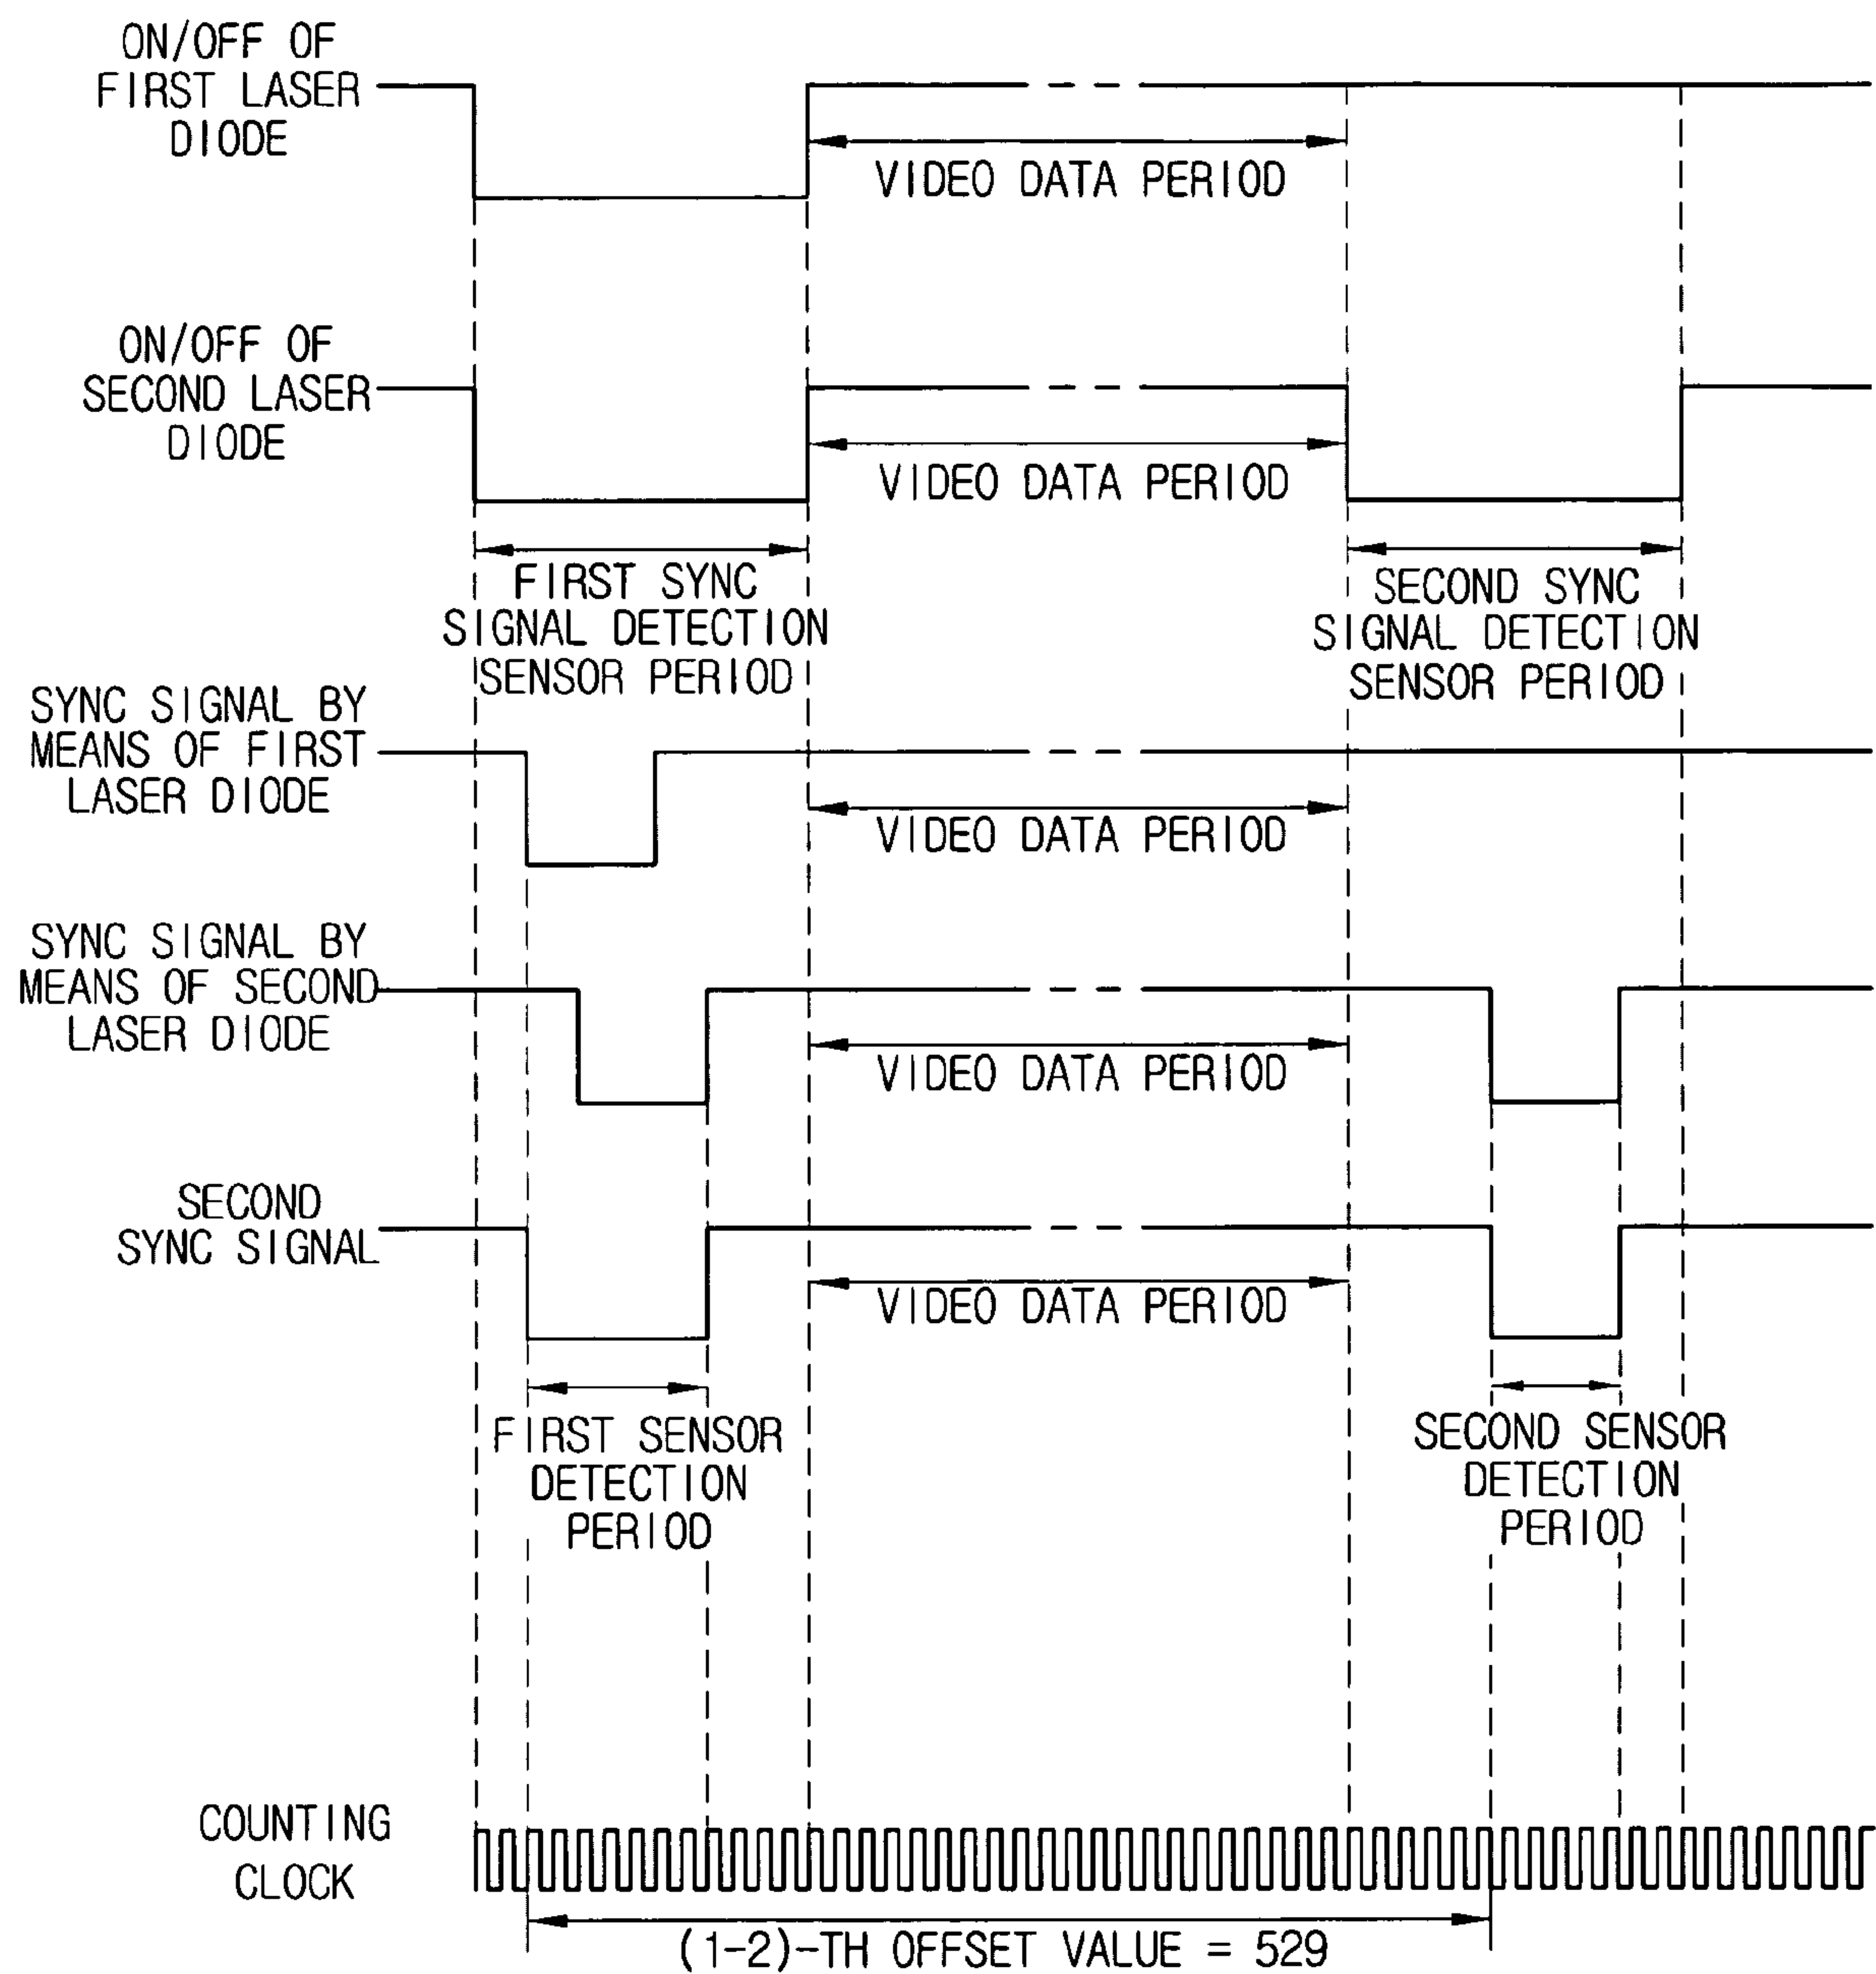 ON/OFF OF
FIRST LASER
DIODE
VIDEO DATA PERIOD
ON/OFF OF
SECOND LASER
DIODE
VIDEO DATA PERIOD
FIRST SYNC
SIGNAL DETECTION
SENSOR PERIOD
SECOND SYNC
SIGNAL DETECTION
SENSOR PERIOD
SYNC SIGNAL BY
MEANS OF FIRST
LASER DIODE
VIDEO DATA PERIOD
SYNC SIGNAL BY
MEANS OF SECOND
LASER DIODE
VIDEO DATA PERIOD
SECOND
SYNC SIGNAL
VIDEO DATA PERIOD
FIRST SENSOR
DETECTION
PERIOD
SECOND SENSOR
DETECTION
PERIOD
COUNTING
CLOCK
(1-2)-TH OFFSET VALUE = 529